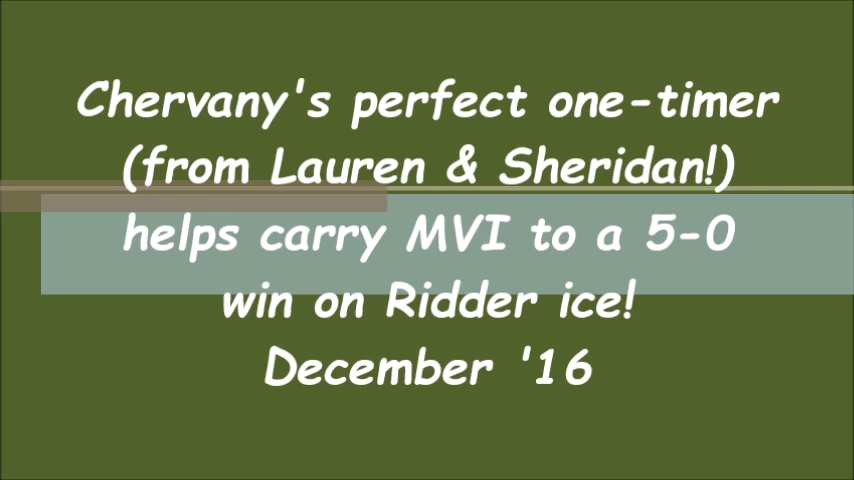 Chervany's perfect one-timer
(from Lauren & Sheridan!)
helps carry MVI to a 5-0
win on Ridder ice!
December '16